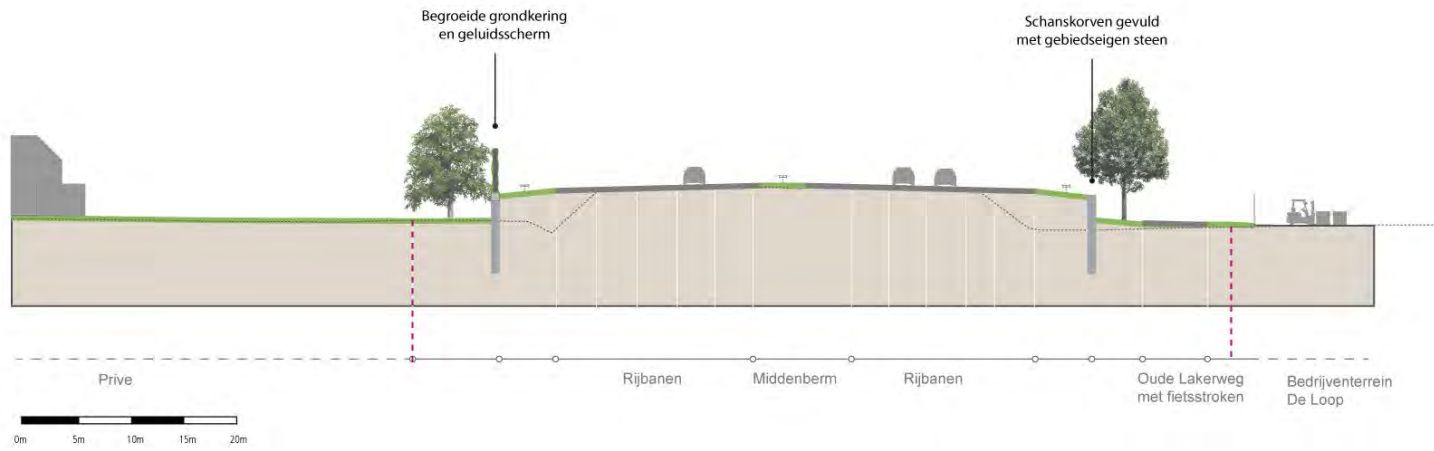 Begroeide grondkering
en geluidsscherm
Schanskorven gevuld
met gebiedseigen steen
Prive
Rijbanen
Middenberm
Rijbanen
Oude Lakerweg
met fietsstroken
Bedrijventerrein
De Loop
0m
5m
10m
15m
20m